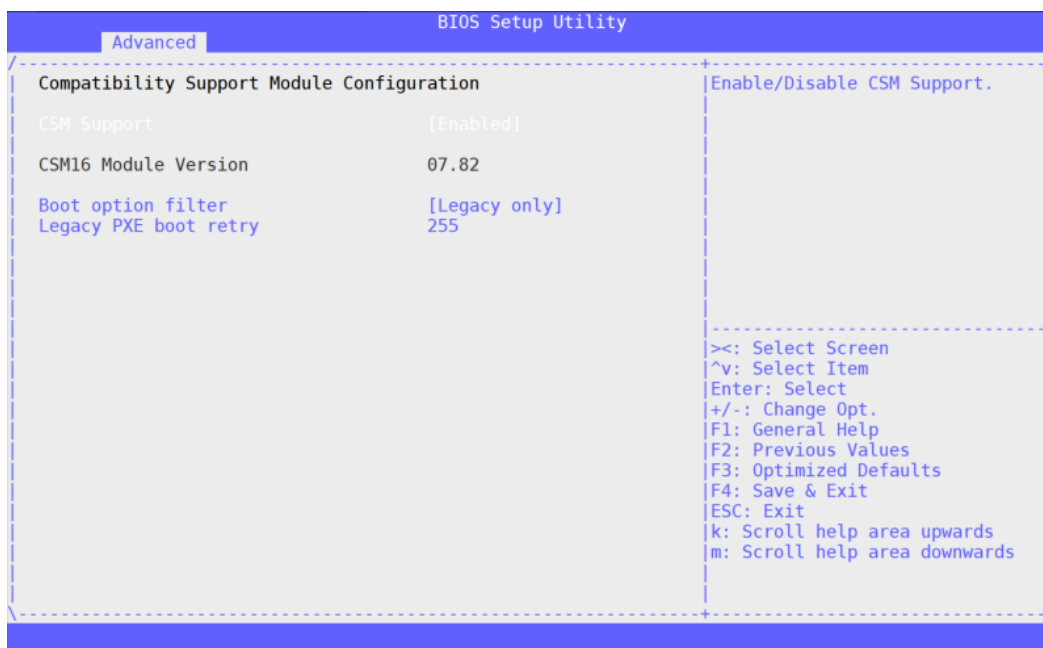 BIOS Setup Utility
Advanced
Compatibility Support Module Configuration
CSM Support [Enabled]
CSM16 Module Version 07.82
Boot option filter [Legacy only]
Legacy PXE boot retry 255
Enable/Disable CSM Support.
><: Select Screen
^v: Select Item
Enter: Select
+/-: Change Opt.
F1: General Help
F2: Previous Values
F3: Optimized Defaults
F4: Save & Exit
ESC: Exit
k: Scroll help area upwards
m: Scroll help area downwards